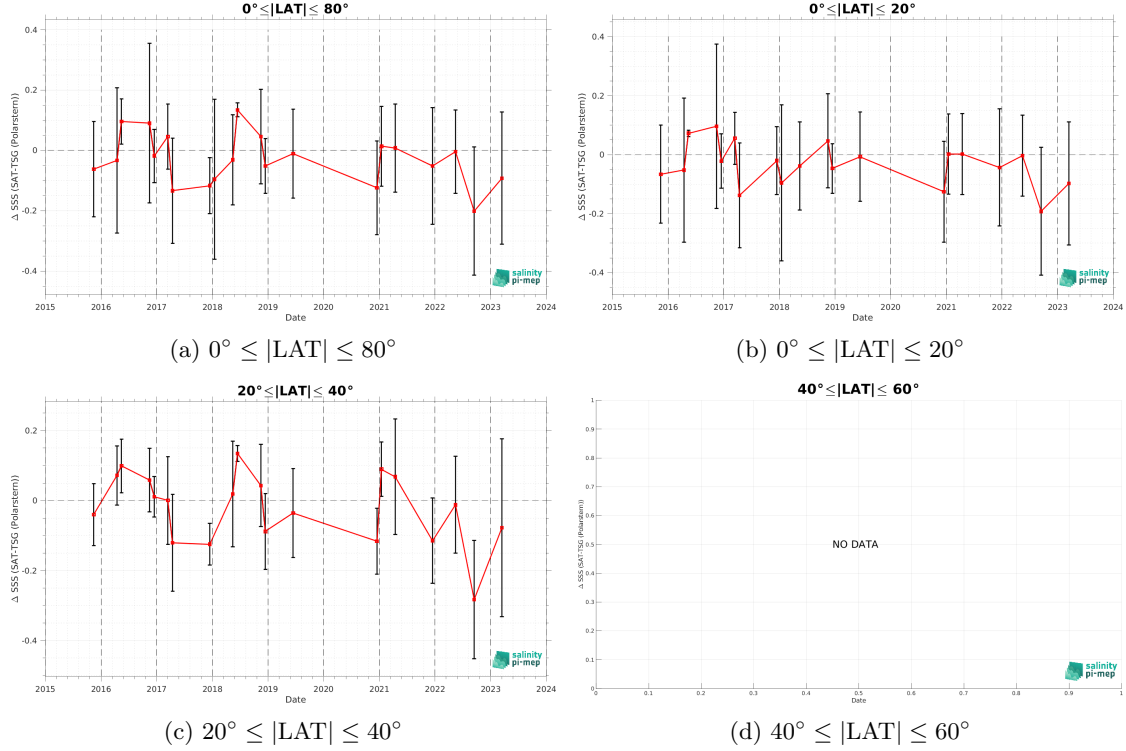 0°≤|LAT|≤ 80°
Δ SSS (SAT-TSG (Polarstern))
0.4
0.2
0
-0.2
-0.4
2015 2016 2017 2018 2019 2020 2021 2022 2023 2024
Date
salinity
pi-mep
(a) 0° ≤ |LAT| ≤ 80°
0°≤|LAT|≤ 20°
Δ SSS (SAT-TSG (Polarstern))
0.4
0.2
0
-0.2
-0.4
2015 2016 2017 2018 2019 2020 2021 2022 2023 2024
Date
salinity
pi-mep
(b) 0° ≤ |LAT| ≤ 20°
20°≤|LAT|≤ 40°
Δ SSS (SAT-TSG (Polarstern))
0.2
0
-0.2
-0.4
2015 2016 2017 2018 2019 2020 2021 2022 2023 2024
Date
salinity
pi-mep
(c) 20° ≤ |LAT| ≤ 40°
40°≤|LAT|≤ 60°
Δ SSS (SAT-TSG (Polarstern))
1
0.9
0.8
0.7
0.6
0.5
0.4
0.3
0.2
0.1
0
NO DATA
0 0.1 0.2 0.3 0.4 0.5 0.6 0.7 0.8 0.9 1
Date
salinity
pi-mep
(d) 40° ≤ |LAT| ≤ 60°